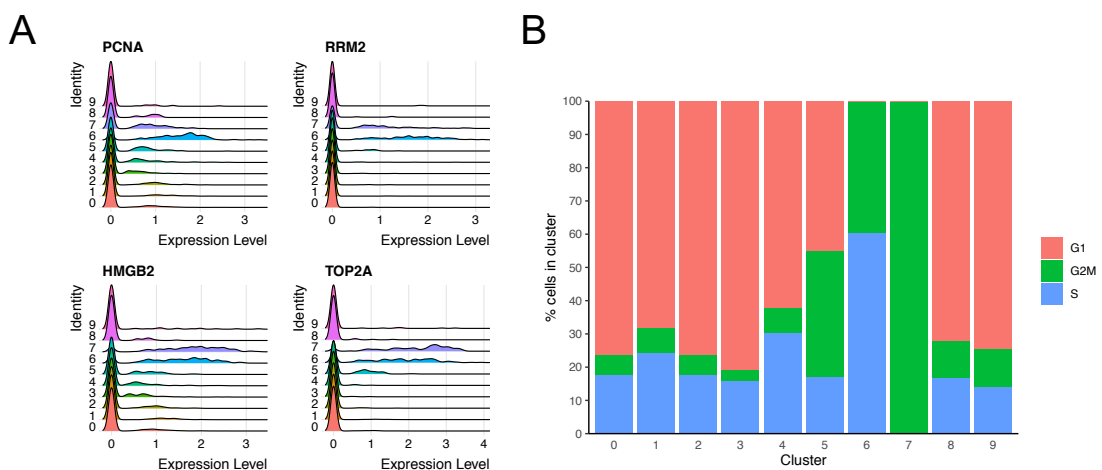 A
PCNA
Identity
9
8
7
6
5
4
3
2
1
0
0 1 2 3
Expression Level
RRM2
Identity
9
8
7
6
5
4
3
2
1
0
0 1 2 3
Expression Level
HMGB2
Identity
9
8
7
6
5
4
3
2
1
0
0 1 2 3
Expression Level
TOP2A
Identity
9
8
7
6
5
4
3
2
1
0
0 1 2 3 4
Expression Level
B
% cells in cluster
100
90
80
70
60
50
40
30
20
10
0
0 1 2 3 4 5 6 7 8 9
Cluster
G1
G2M
S